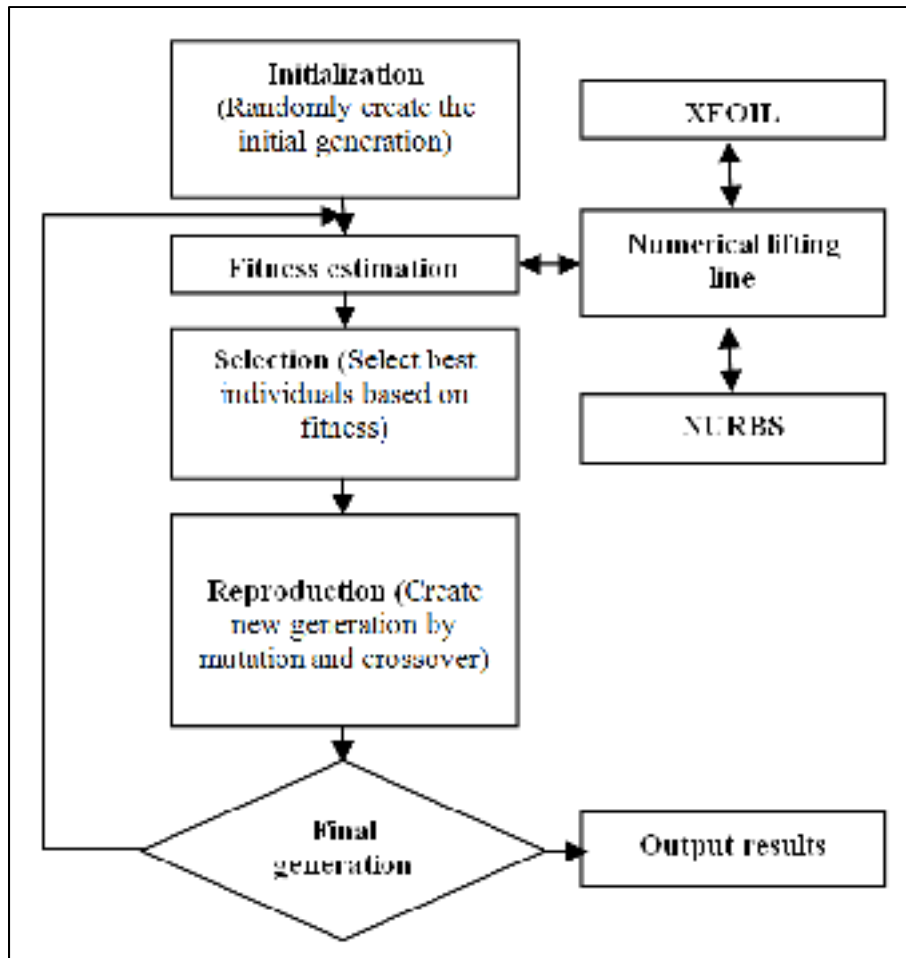 Initialization
(Randomly create the
initial generation)
XFOIL
Numerical lifting
line
Fitness estimation
Selection (Select best
individuals based on
fitness)
NURBS
Reproduction (Create
new generation by
mutation and crossover)
Final
generation
Output results